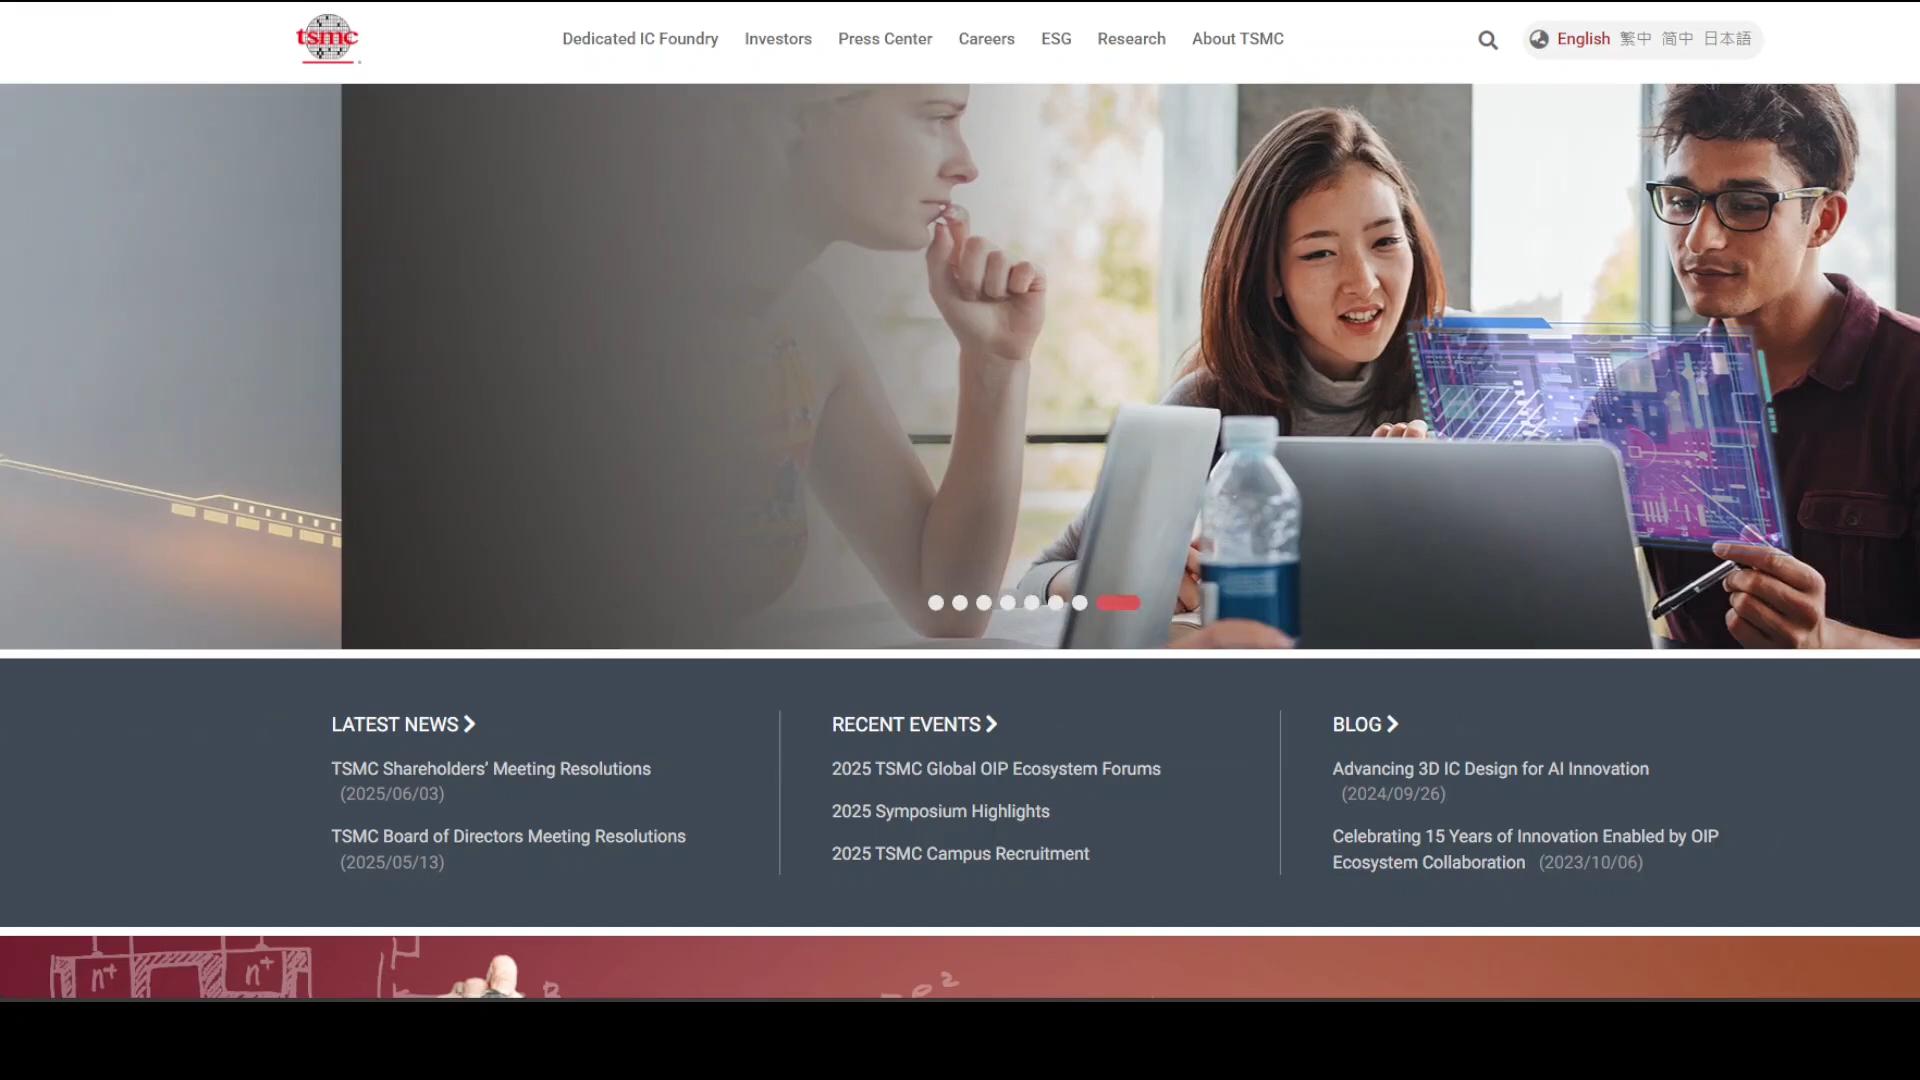 tsmc
Dedicated IC Foundry Investors Press Center Careers ESG Research About TSMC
English 繁中 简中 日本語
LATEST NEWS
TSMC Shareholders’ Meeting Resolutions
(2025/06/03)
TSMC Board of Directors Meeting Resolutions
(2025/05/13)
RECENT EVENTS
2025 TSMC Global OIP Ecosystem Forums
2025 Symposium Highlights
2025 TSMC Campus Recruitment
BLOG
Advancing 3D IC Design for AI Innovation
(2024/09/26)
Celebrating 15 Years of Innovation Enabled by OIP
Ecosystem Collaboration (2023/10/06)
n+ n+